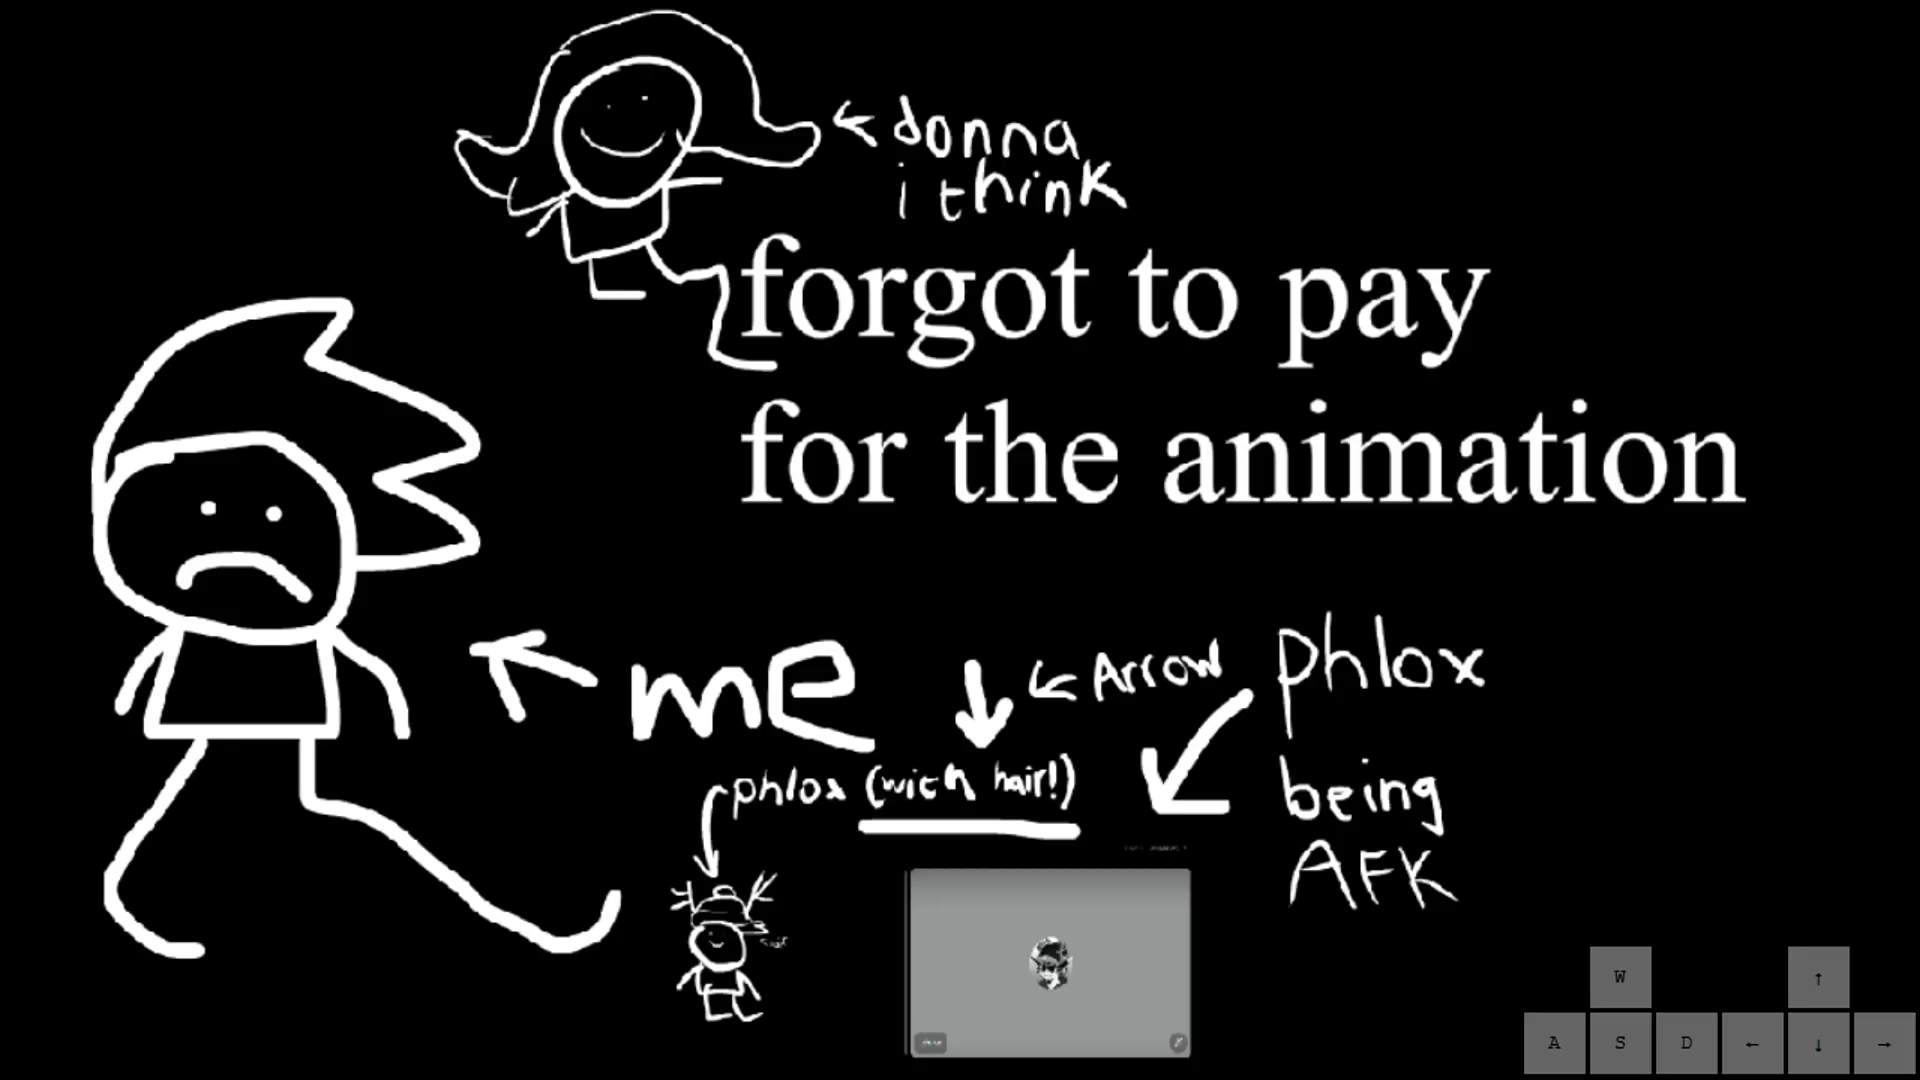 donna
i think
forgot to pay
for the animation
me
Arrow
phlox
being
AFK
phlox (with hair!)
W
↑
A S D ← ↓ →